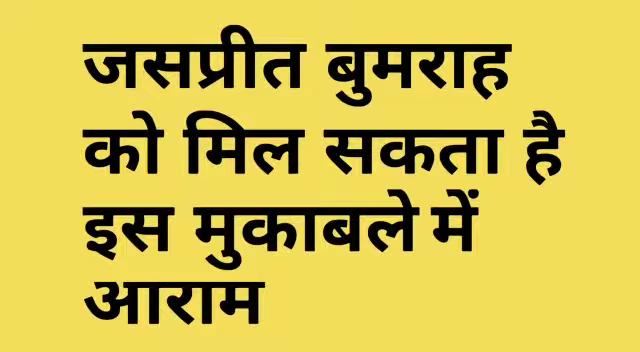 जसप्रीत बुमराह
को मिल सकता है
इस मुकाबले में
आराम